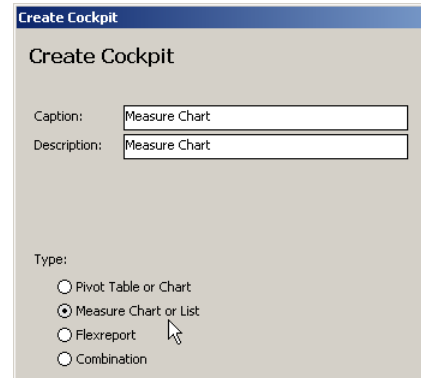 Create Cockpit
Create Cockpit
Caption: Measure Chart
Description: Measure Chart
Type:
Pivot Table or Chart
Measure Chart or List
Flexreport
Combination